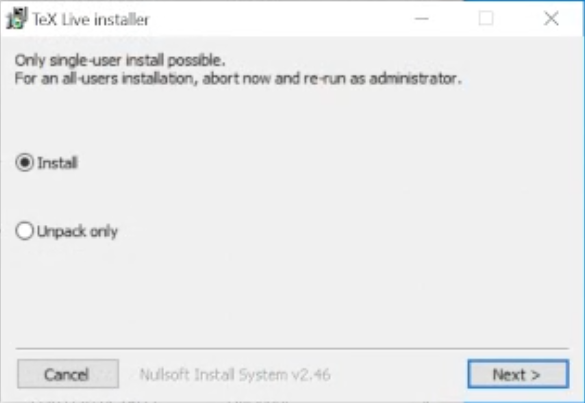 TeX Live installer
Only single-user install possible.
For an all-users installation, abort now and re-run as administrator.
Install
Unpack only
Cancel
Nullsoft Install System v2.46
Next >